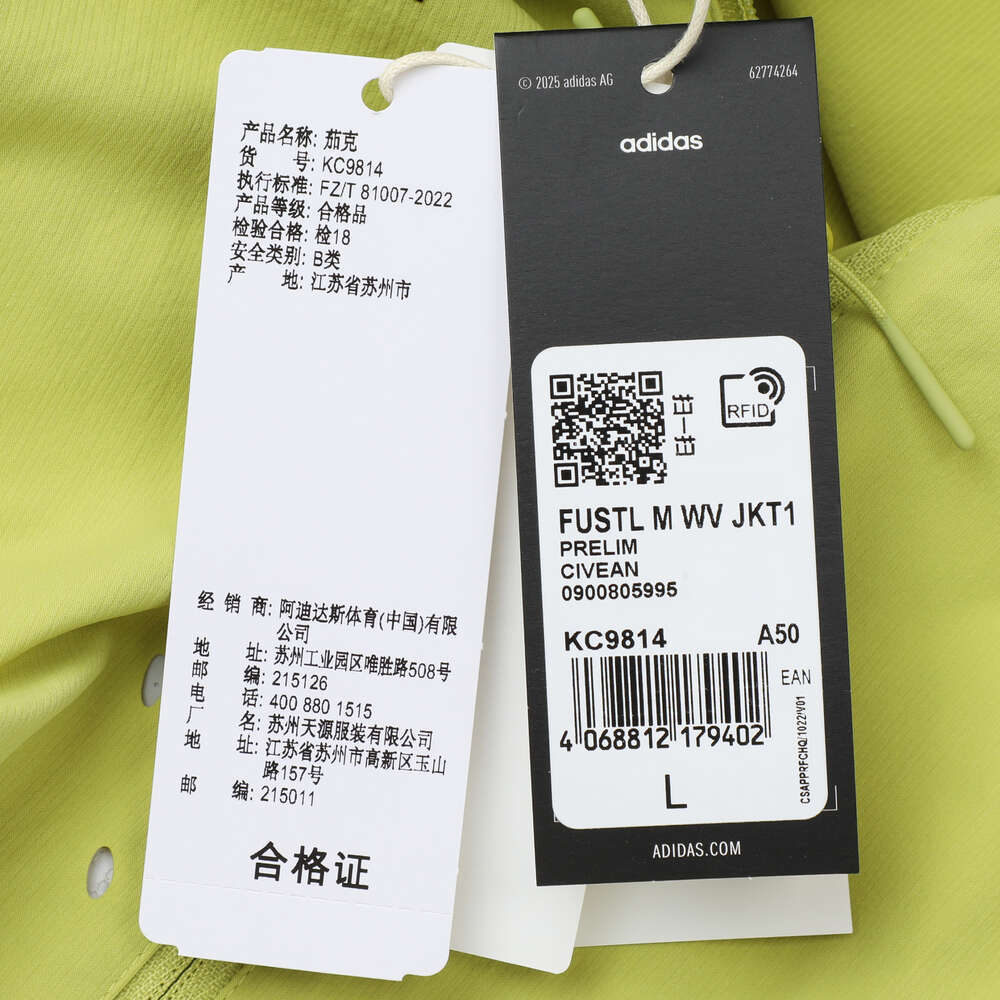 产品名称: 茄克
货 号: KC9814
执行标准: FZ/T 81007-2022
产品等级: 合格品
检验合格: 检18
安全类别: B类
产 地: 江苏省苏州市
经 销 商: 阿迪达斯体育(中国)有限
公司
地 址: 苏州工业园区唯胜路508号
邮 编: 215126
电 话: 400 880 1515
厂 名: 苏州天源服装有限公司
地 址: 江苏省苏州市高新区玉山
路157号
邮 编: 215011
合格证
© 2025 adidas AG
62774264
adidas
RFID
FUSTL M WV JKT1
PRELIM
CIVEAN
0900805995
KC9814 A50
EAN
4 068812 179402
CSAPPRFCHQ/1022/V01
L
ADIDAS.COM